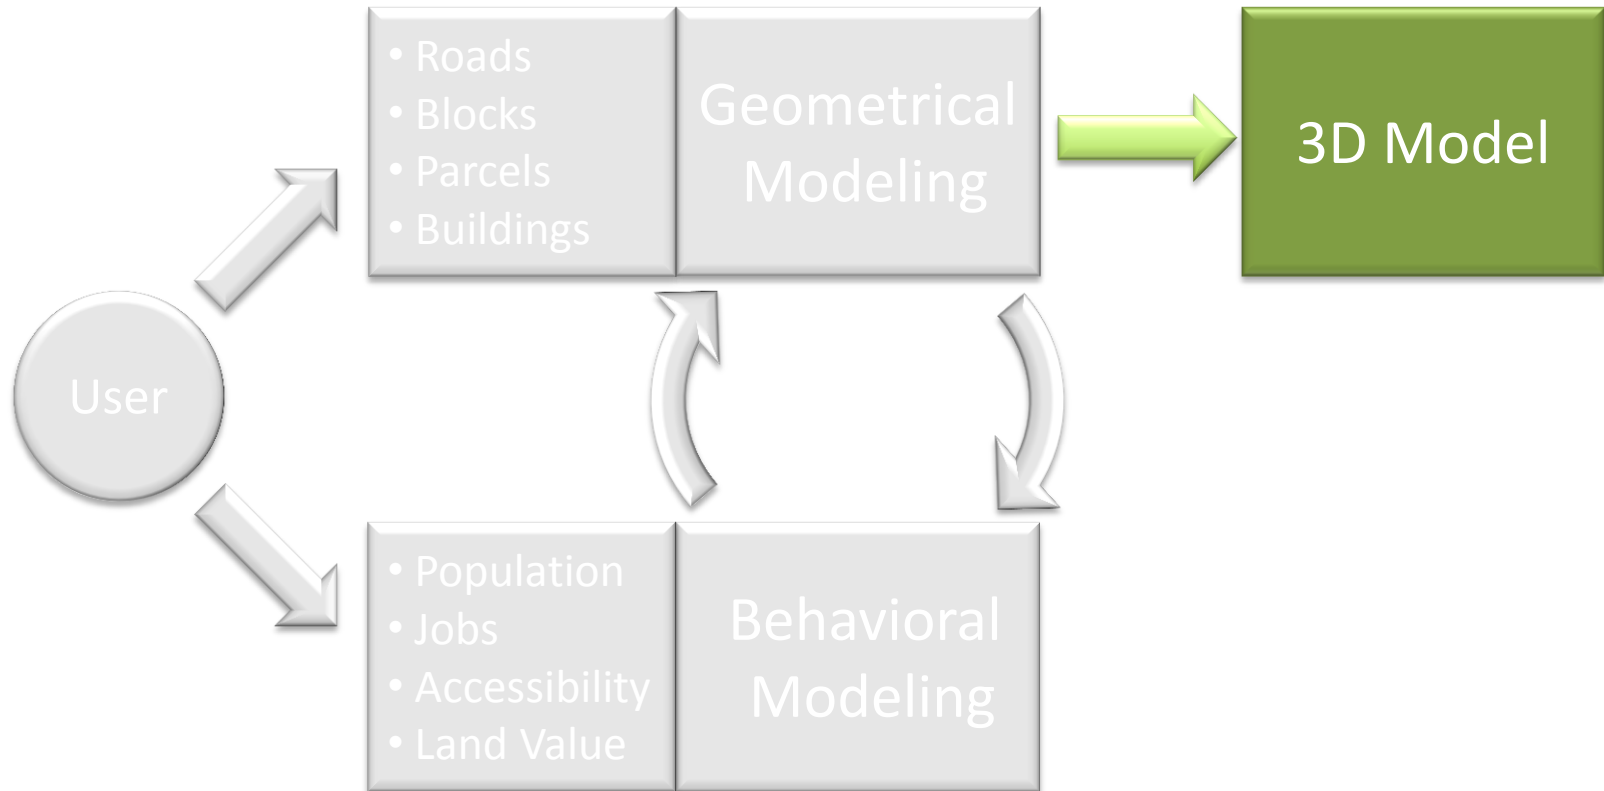 • Roads
• Blocks
• Parcels
• Buildings
Geometrical
Modeling
3D Model
User
• Population
• Jobs
• Accessibility
• Land Value
Behavioral
Modeling